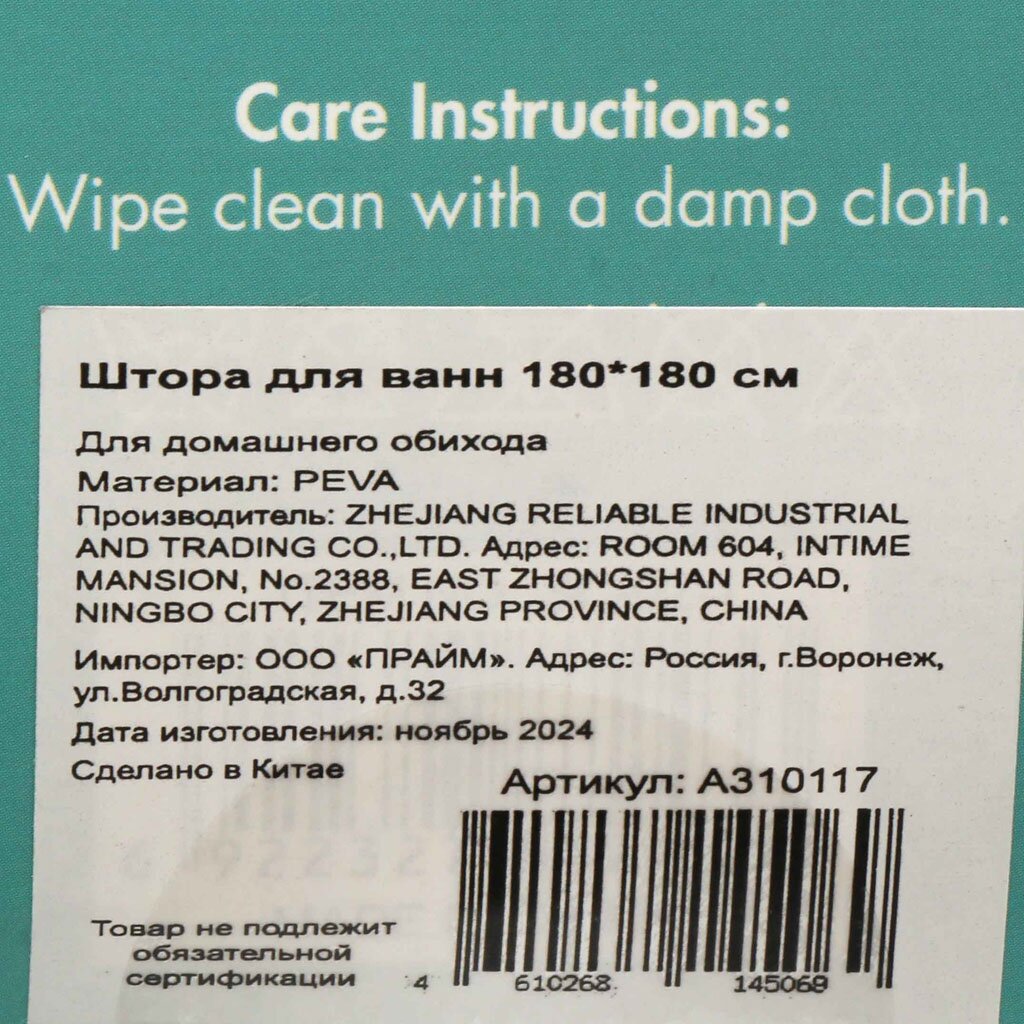 Care Instructions:
Wipe clean with a damp cloth.
Штора для ванн 180*180 см
Для домашнего обихода
Материал: PEVA
Производитель: ZHEJIANG RELIABLE INDUSTRIAL
AND TRADING CO.,LTD. Адрес: ROOM 604, INTIME
MANSION, No.2388, EAST ZHONGSHAN ROAD,
NINGBO CITY, ZHEJIANG PROVINCE, CHINA
Импортер: ООО «ПРАЙМ». Адрес: Россия, г.Воронеж,
ул.Волгоградская, д.32
Дата изготовления: ноябрь 2024
Сделано в Китае
Артикул: A310117
Товар не подлежит
обязательной
сертификации
4 610268 145069